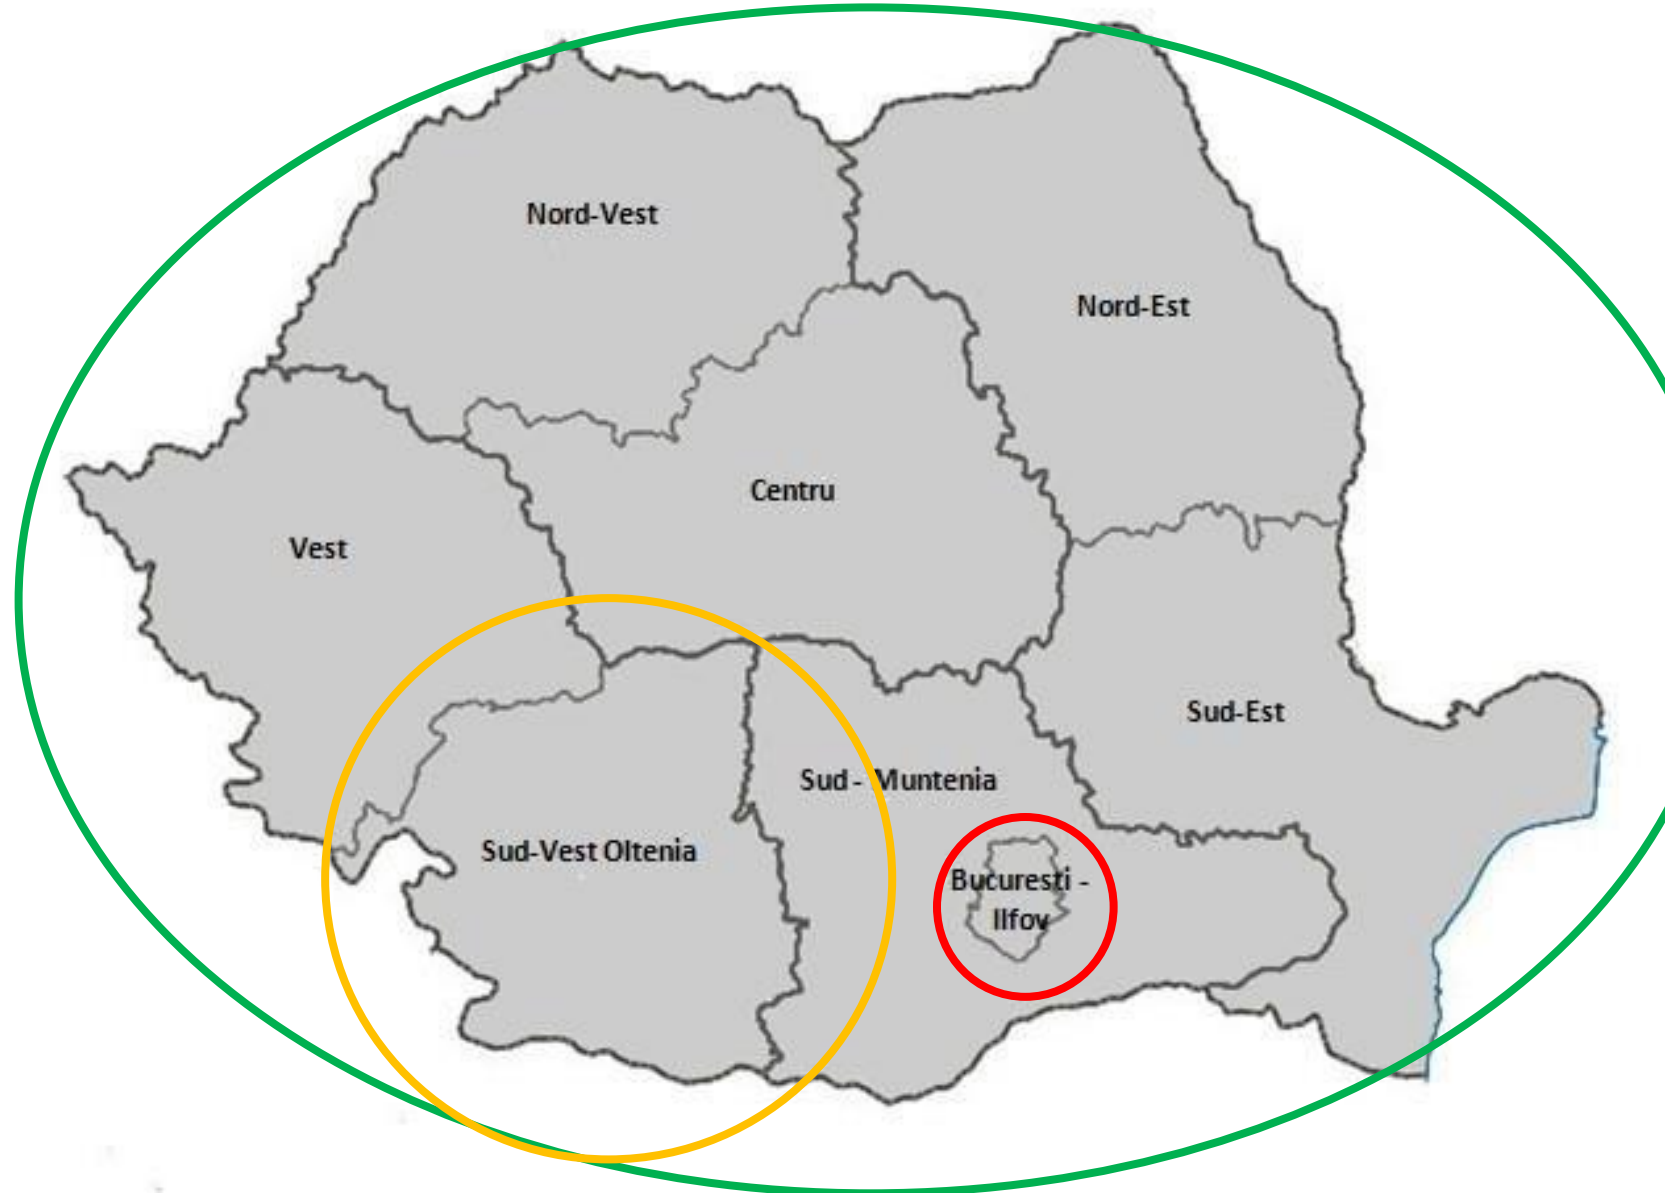 Nord-Vest
Nord-Est
Centru
Vest
Sud-Est
Sud - Muntenia
Sud-Vest Oltenia
Bucuresti -
Ilfov